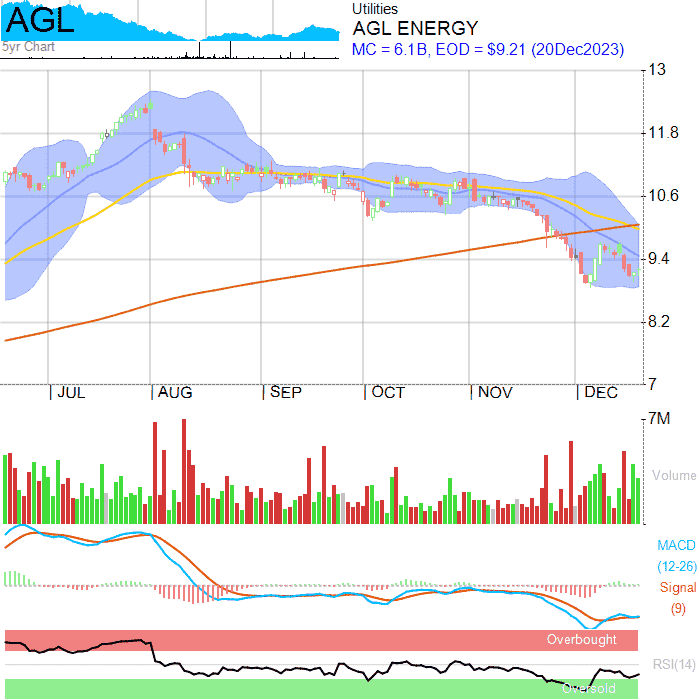 AGL
5yr Chart
Utilities
AGL ENERGY
MC = 6.1B, EOD = $9.21 (20Dec2023)
13
11.8
10.6
9.4
8.2
7
JUL
AUG
SEP
OCT
NOV
DEC
7M
Volume
MACD
(12-26)
Signal
(9)
Overbought
RSI(14)
Oversold